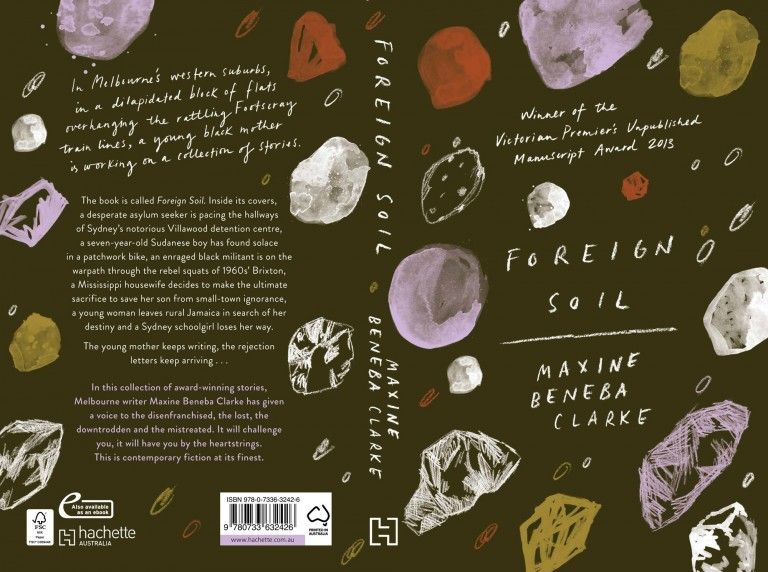 In Melbourne's western suburbs,
in a dilapidated block of flats
overhanging the rattling Footscray
train lines, a young black mother
is working on a collection of stories.
The book is called Foreign Soil. Inside its covers,
a desperate asylum seeker is pacing the hallways
of Sydney's notorious Villawood detention centre,
a seven-year-old Sudanese boy has found solace
in a patchwork bike, an enraged black militant is on the
warpath through the rebel squats of 1960s' Brixton,
a Mississippi housewife decides to make the ultimate
sacrifice to save her son from small-town ignorance,
a young woman leaves rural Jamaica in search of her
destiny and a Sydney schoolgirl loses her way.
The young mother keeps writing, the rejection
letters keep arriving . . .
In this collection of award-winning stories,
Melbourne writer Maxine Beneba Clarke has given
a voice to the disenfranchised, the lost, the
downtrodden and the mistreated. It will challenge
you, it will have you by the heartstrings.
This is contemporary fiction at its finest.
FSC
e
Also available
as an ebook
H hachette
AUSTRALIA
ISBN 978-0-7336-3242-6
9 780733 632426
www.hachette.com.au
PRINTED IN
AUSTRALIA
FOREIGN SOIL
MAXINE
BENEBA CLARKE
H
Winner of the
Victorian Premier's Unpublished
Manuscript Award 2013
FOREIGN
SOIL
MAXINE
BENEBA
CLARKE